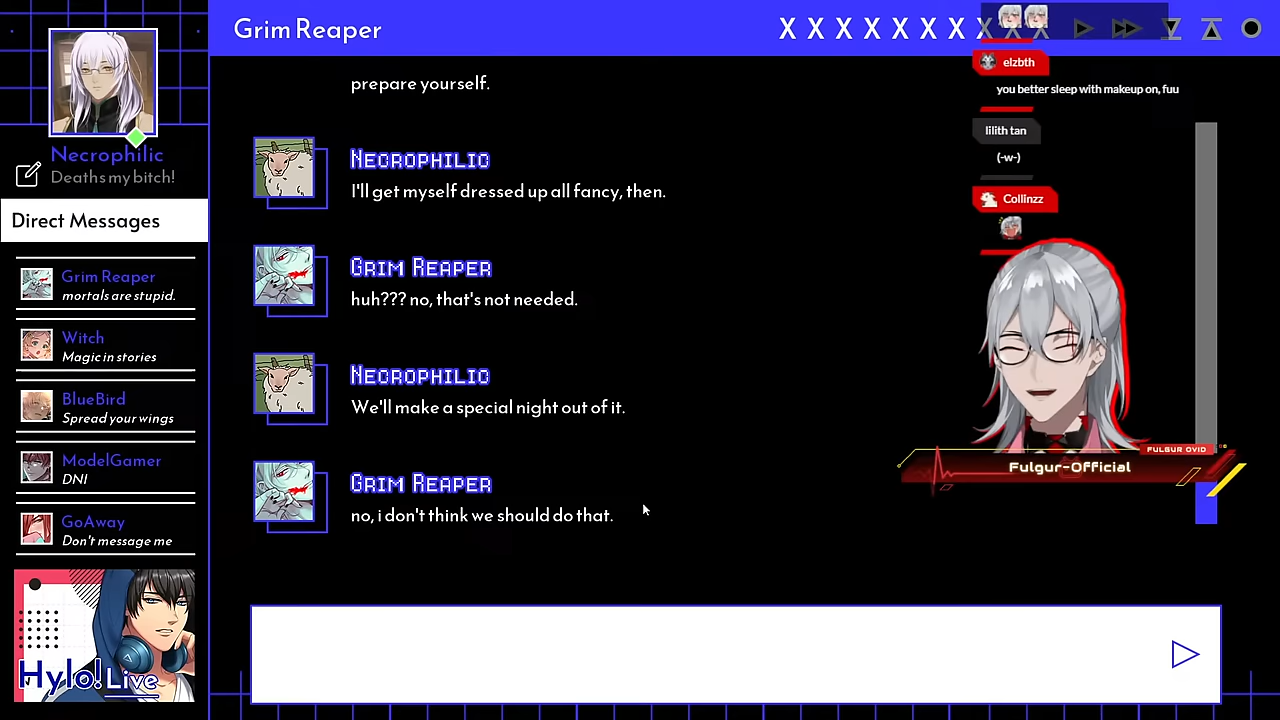 Grim Reaper
X X X X X X X X X X
Necrophilic
Deaths my bitch!
Direct Messages
Grim Reaper
mortals are stupid.
Witch
Magic in stories
BlueBird
Spread your wings
ModelGamer
DNI
GoAway
Don't message me
Hylo! Live
prepare yourself.
Necrophilic
I'll get myself dressed up all fancy, then.
Grim Reaper
huh??? no, that's not needed.
Necrophilic
We'll make a special night out of it.
Grim Reaper
no, i don't think we should do that.
elzbth
you better sleep with makeup on, fuu
lilith tan
(-w-)
Collinzz
FULGUR OVID
Fulgur-Official